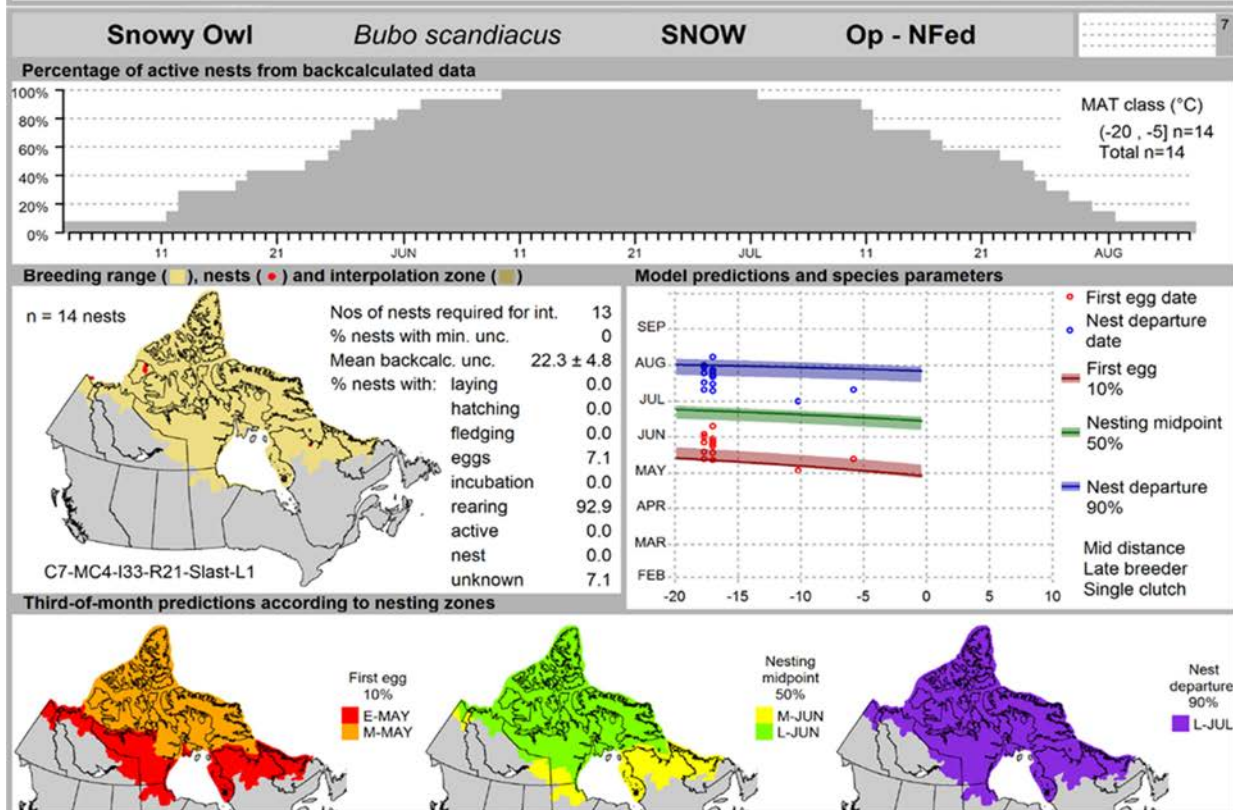 Snowy Owl Bubo scandiacus SNOW Op - NFed 7
Percentage of active nests from backcalculated data
100%
80%
60%
40%
20%
0%
MAT class (°C)
(-20 , -5] n=14
Total n=14
11 21 JUN 11 21 JUL 11 21 AUG
Breeding range ( ), nests ( ) and interpolation zone ( )
n = 14 nests
Nos of nests required for int. 13
% nests with min. unc. 0
Mean backcalc. unc. 22.3 ± 4.8
% nests with: laying 0.0
hatching 0.0
fledging 0.0
eggs 7.1
incubation 0.0
rearing 92.9
active 0.0
nest 0.0
unknown 7.1
C7-MC4-I33-R21-Slast-L1
Model predictions and species parameters
SEP
AUG
JUL
JUN
MAY
APR
MAR
FEB
-20 -15 -10 -5 0 5 10
First egg date
Nest departure
date
First egg
10%
Nesting midpoint
50%
Nest departure
90%
Mid distance
Late breeder
Single clutch
Third-of-month predictions according to nesting zones
First egg
10%
E-MAY
M-MAY
Nesting
midpoint
50%
M-JUN
L-JUN
Nest
departure
90%
L-JUL